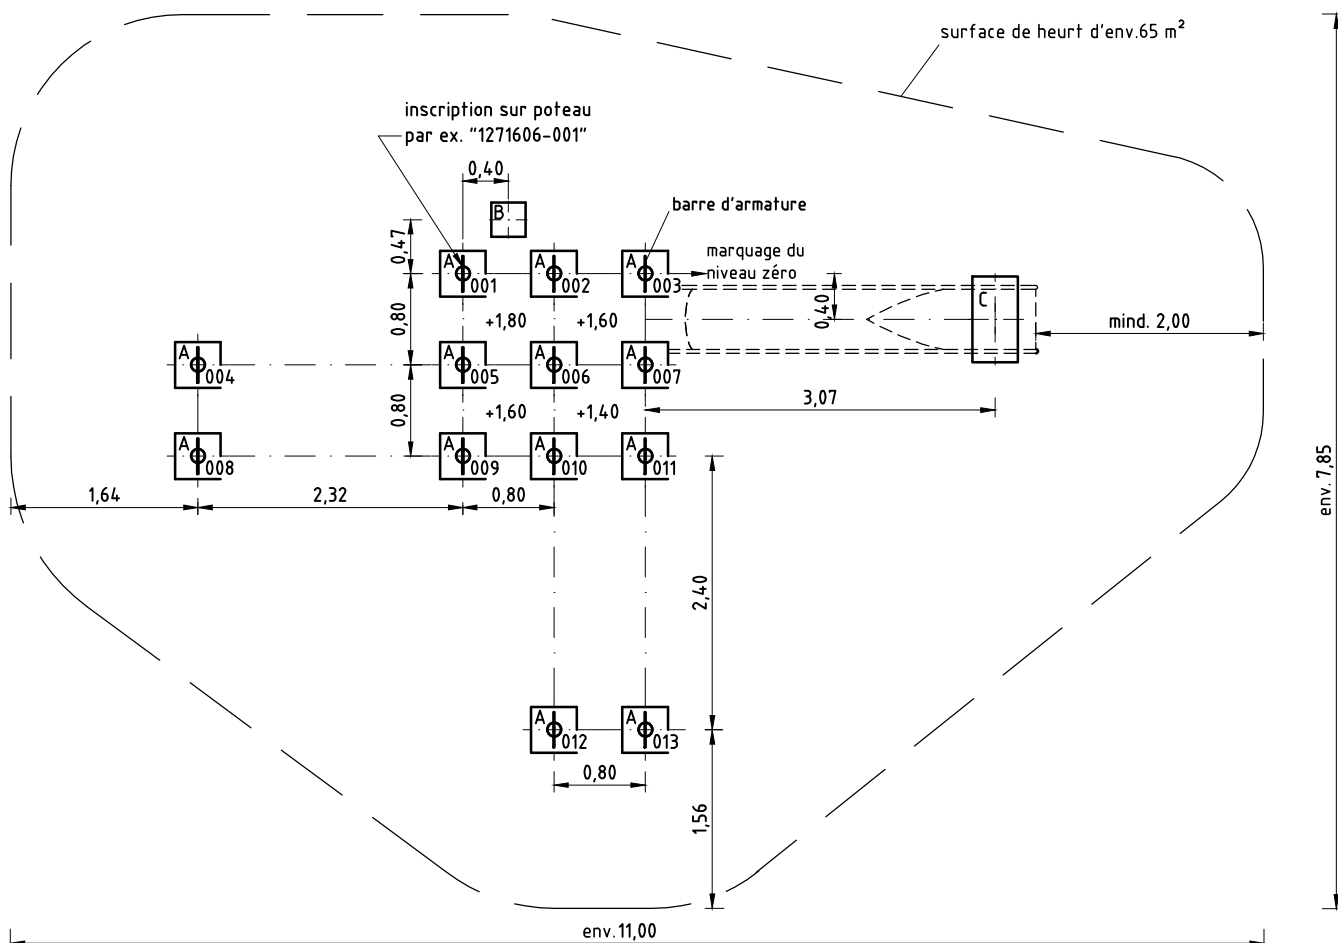 surface de heurt d'env.65 m²
inscription sur poteau
par ex. "1271606-001"
0,40
B
barre d'armature
0,47
marquage du
niveau zéro
A
001
A
002
A
003
C
0,80
+1,80
+1,60
0,40
mind. 2,00
A
004
A
005
A
006
A
007
0,80
+1,60
+1,40
3,07
A
008
A
009
A
010
A
011
1,64
2,32
0,80
env. 7,85
2,40
A
012
A
013
0,80
1,56
env.11,00